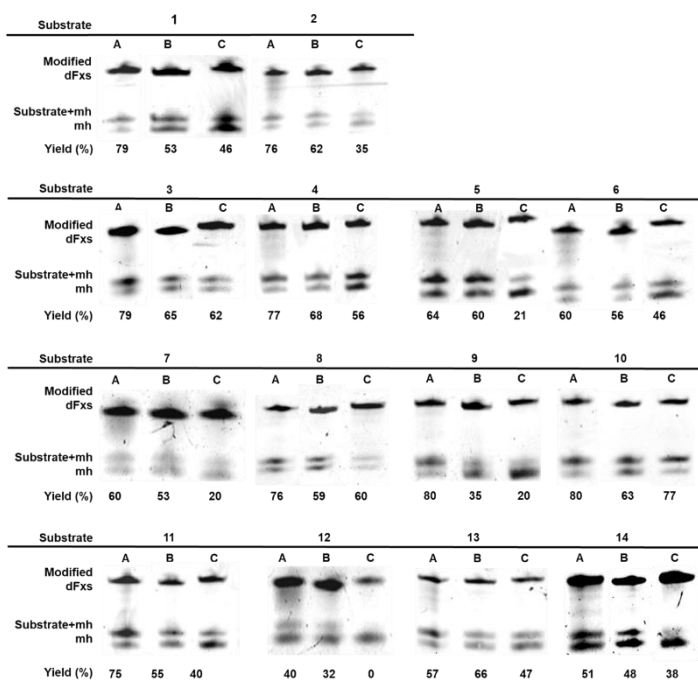 Substrate 1 2
A B C A B C
Modified
dFxs
Substrate+mh
mh
Yield (%) 79 53 46 76 62 35
Substrate 3 4 5 6
A B C A B C A B C A B C
Modified
dFxs
Substrate+mh
mh
Yield (%) 79 65 62 77 68 56 64 60 21 60 56 46
Substrate 7 8 9 10
A B C A B C A B C A B C
Modified
dFxs
Substrate+mh
mh
Yield (%) 60 53 20 76 59 60 80 35 20 80 63 77
Substrate 11 12 13 14
A B C A B C A B C A B C
Modified
dFxs
Substrate+mh
mh
Yield (%) 75 55 40 40 32 0 57 66 47 51 48 38